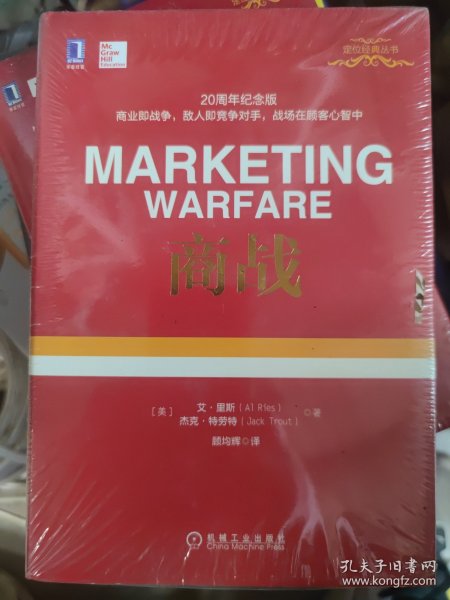 华章经管
Mc
Graw
Hill
Education
定位经典丛书
20周年纪念版
商业即战争，敌人即竞争对手，战场在顾客心智中
MARKETING
WARFARE
商战
[美] 艾·里斯（Al Ries） 著
杰克·特劳特（Jack Trout）
顾均辉 译
机械工业出版社
China Machine Press
孔夫子旧书网
www.kongfz.com